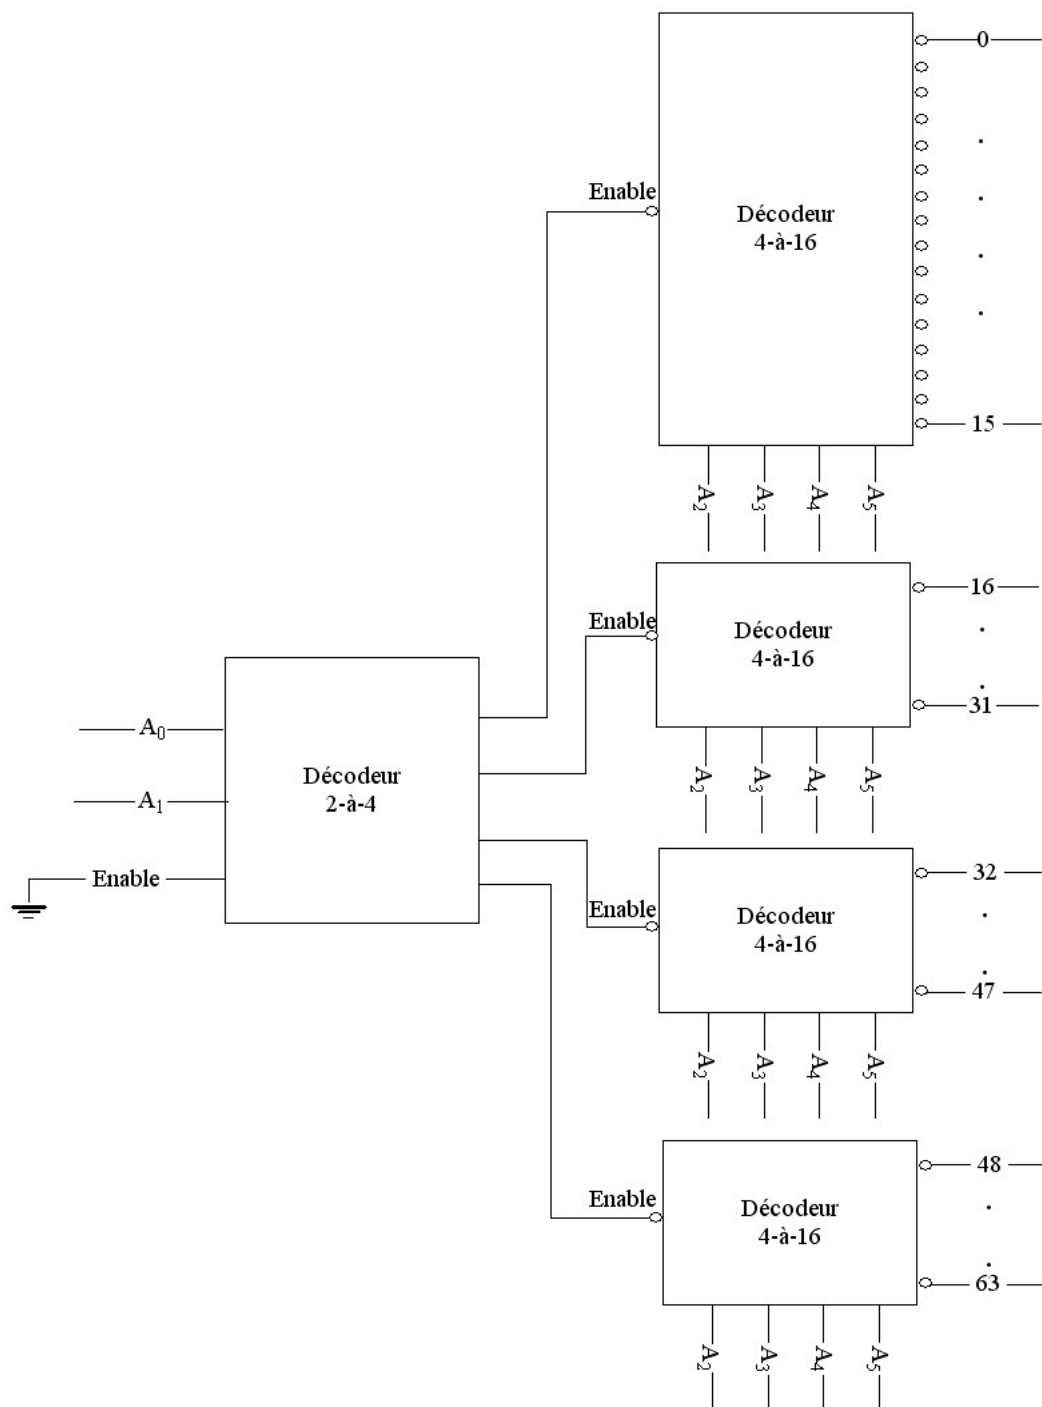 0
Enable
Décodeur
4-à-16
15
A2 A3 A4 A5
16
Enable
Décodeur
4-à-16
31
A2 A3 A4 A5
A0
Décodeur
2-à-4
A1
Enable
32
Enable
Décodeur
4-à-16
47
A2 A3 A4 A5
48
Enable
Décodeur
4-à-16
63
A2 A3 A4 A5